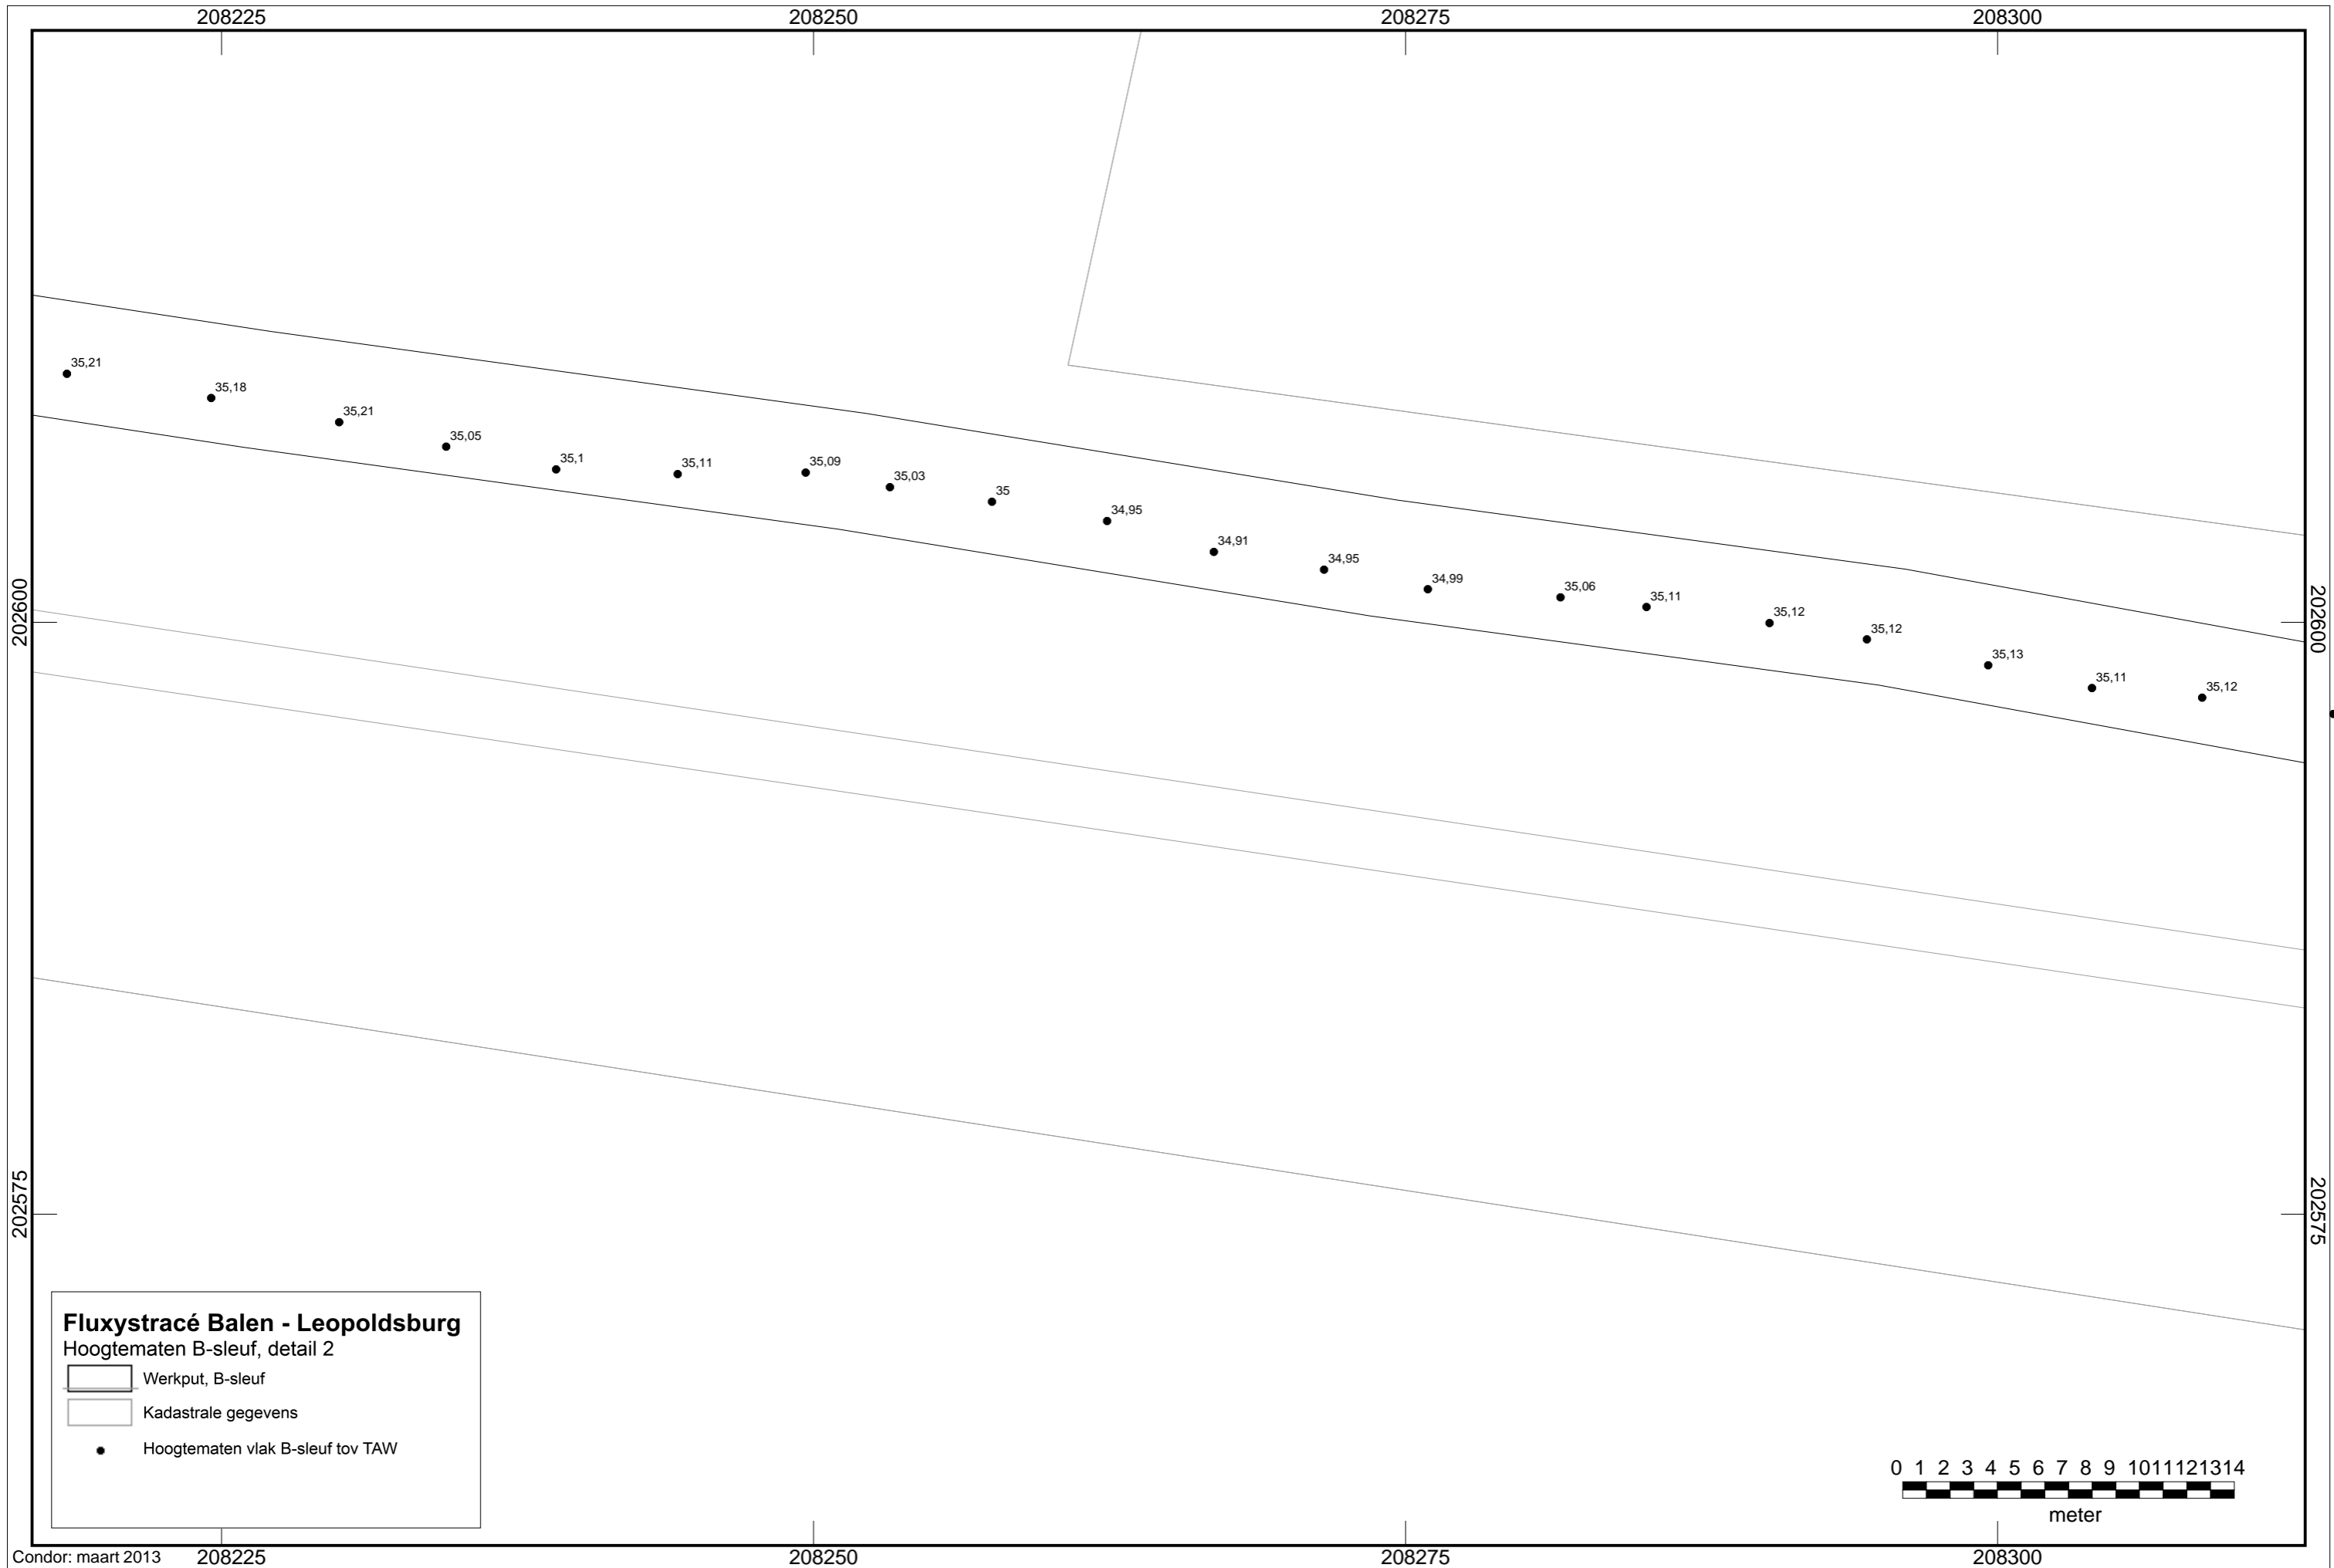 208225 208250 208275 208300
35,21
35,18
35,21
35,05
35,1
35,11
35,09
35,03
35
34,95
34,91
34,95
34,99
35,06
35,11
35,12
35,12
35,13
35,11
35,12
202600 202600
202575 202575
Fluxystracé Balen - Leopoldsburg
Hoogtematen B-sleuf, detail 2
Werkput, B-sleuf
Kadastrale gegevens
Hoogtematen vlak B-sleuf tov TAW
0 1 2 3 4 5 6 7 8 9 10 11 12 13 14
meter
Condor: maart 2013
208225 208250 208275 208300